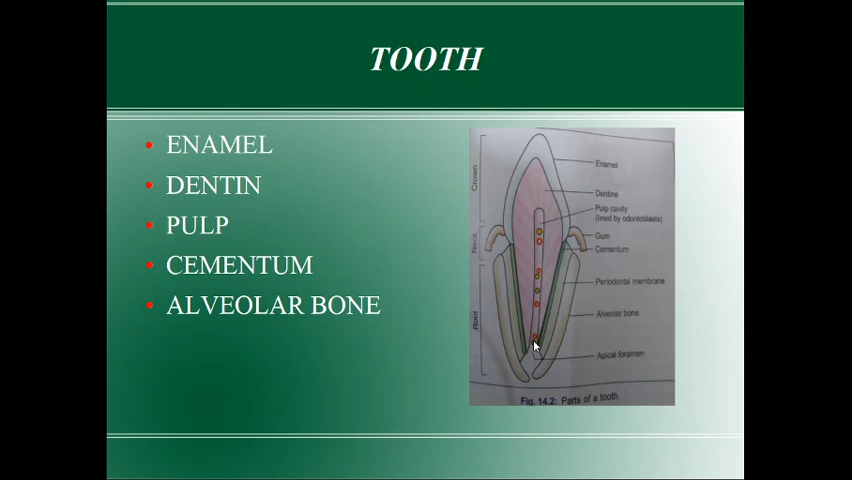 TOOTH
• ENAMEL
• DENTIN
• PULP
• CEMENTUM
• ALVEOLAR BONE
Crown
Neck
Root
Enamel
Dentine
Pulp cavity
(lined by odontoblasts)
Gum
Cementum
Periodontal membrane
Alveolar bone
Apical foramen
Fig. 14.2: Parts of a tooth.